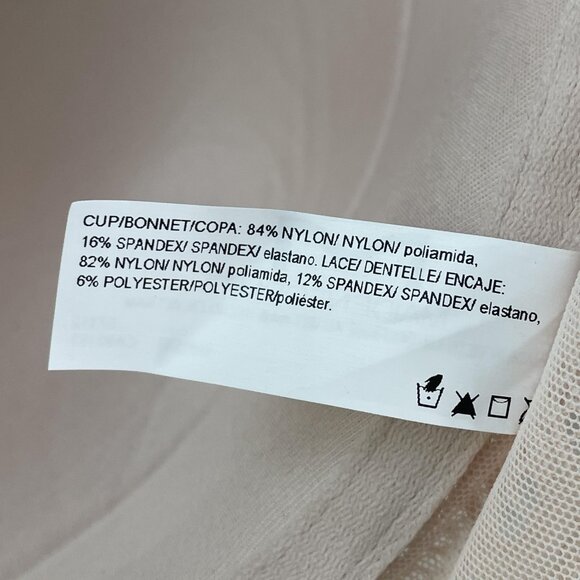 CUP/BONNET/COPA: 84% NYLON/ NYLON/ poliamida,
16% SPANDEX/ SPANDEX/ elastano. LACE/ DENTELLE/ ENCAJE:
82% NYLON/ NYLON/ poliamida, 12% SPANDEX/ SPANDEX/ elastano,
6% POLYESTER/POLYESTER/poliéster.